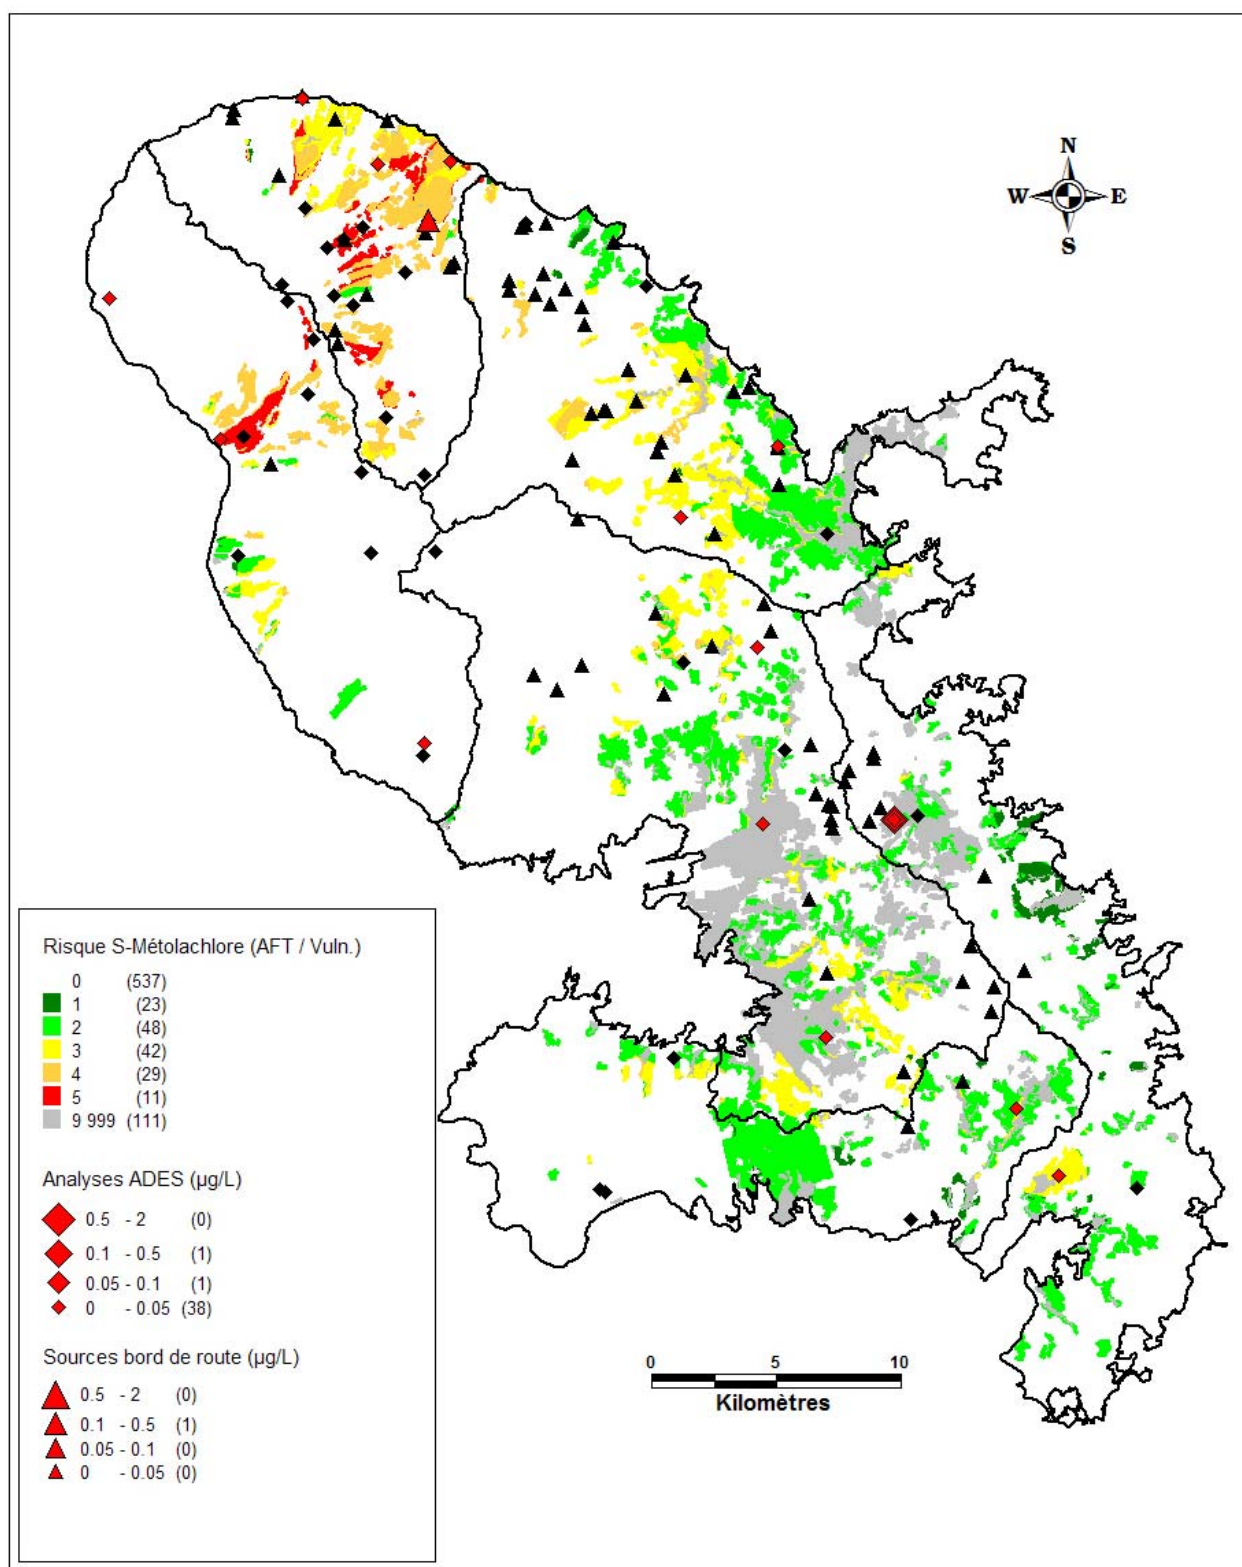 N
W E
S
Risque S-Métolachlore (AFT / Vuln.)
0 (537)
1 (23)
2 (48)
3 (42)
4 (29)
5 (11)
9 999 (111)
Analyses ADES (µg/L)
0.5 - 2 (0)
0.1 - 0.5 (1)
0.05 - 0.1 (1)
0 - 0.05 (38)
Sources bord de route (µg/L)
0.5 - 2 (0)
0.1 - 0.5 (1)
0.05 - 0.1 (0)
0 - 0.05 (0)
0 5 10
Kilomètres